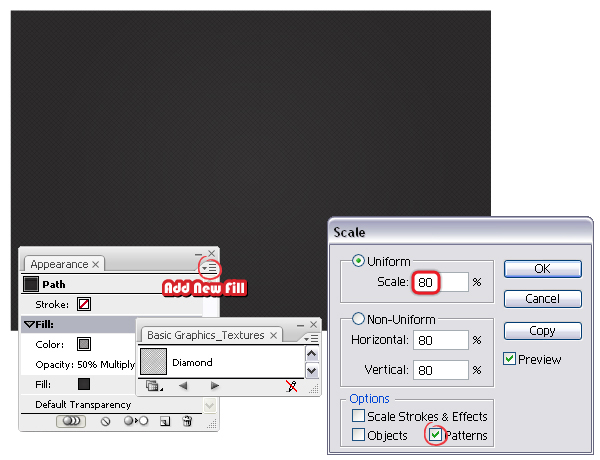 Appearance
Add New Fill
Path
Stroke:
Fill:
Color:
Opacity: 50% Multiply
Fill:
Default Transparency
Basic Graphics_Textures
Diamond
Scale
Uniform
Scale: 80 %
Non-Uniform
Horizontal: 80 %
Vertical: 80 %
Options
Scale Strokes & Effects
Objects Patterns
OK
Cancel
Copy
Preview